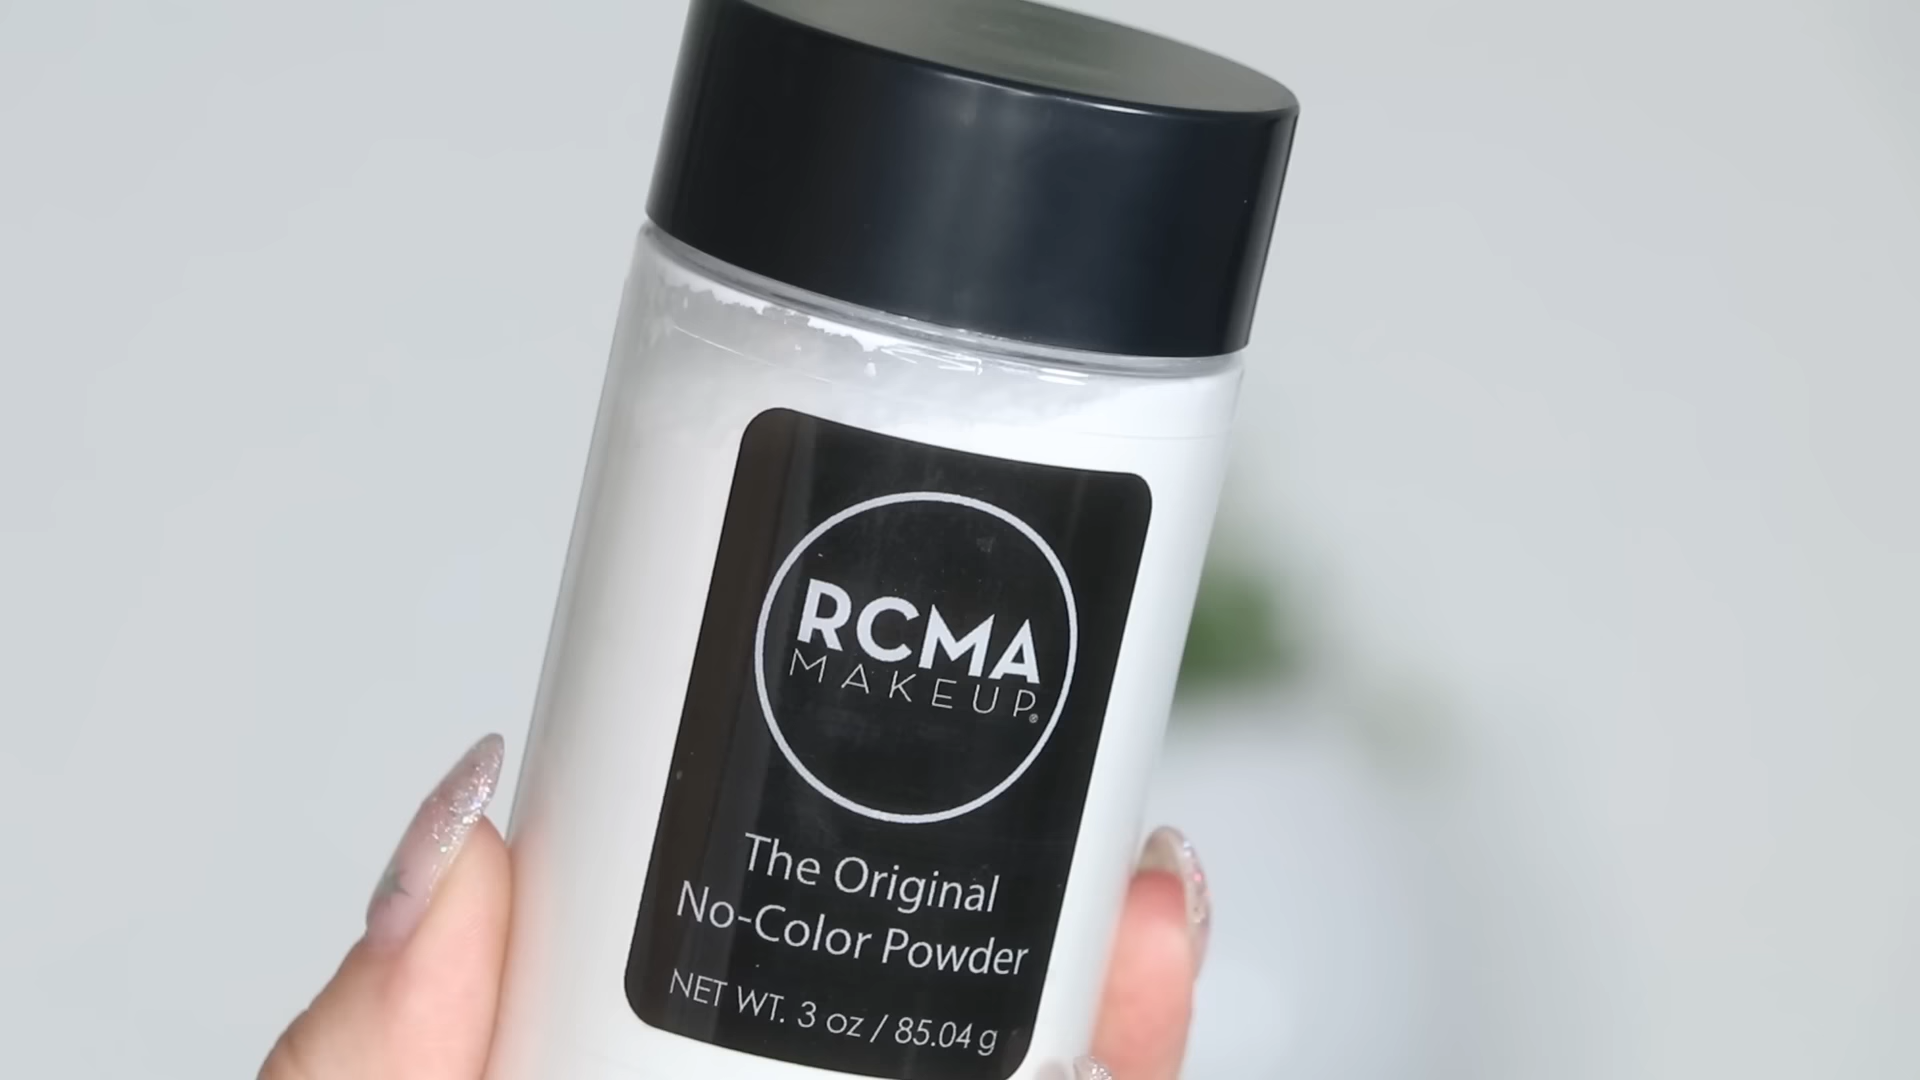 RCMA
MAKEUP®
The Original
No-Color Powder
NET WT. 3 oz / 85.04 g